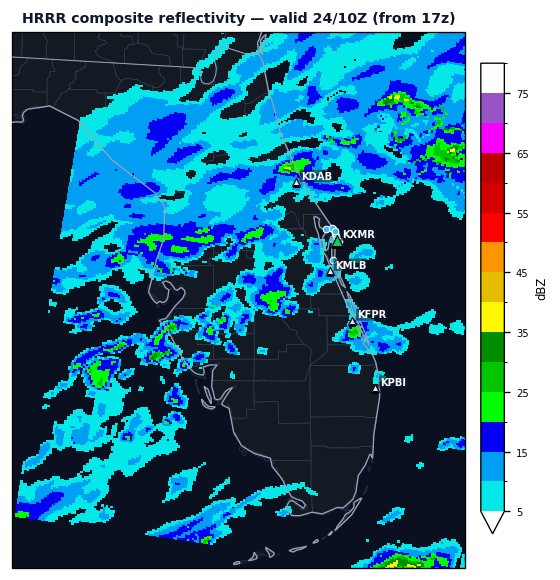 HRRR composite reflectivity — valid 24/10Z (from 17z)
KDAB
KXMR
KMLB
KFPR
KPBI
75
65
55
45
35
25
15
5
dBZ